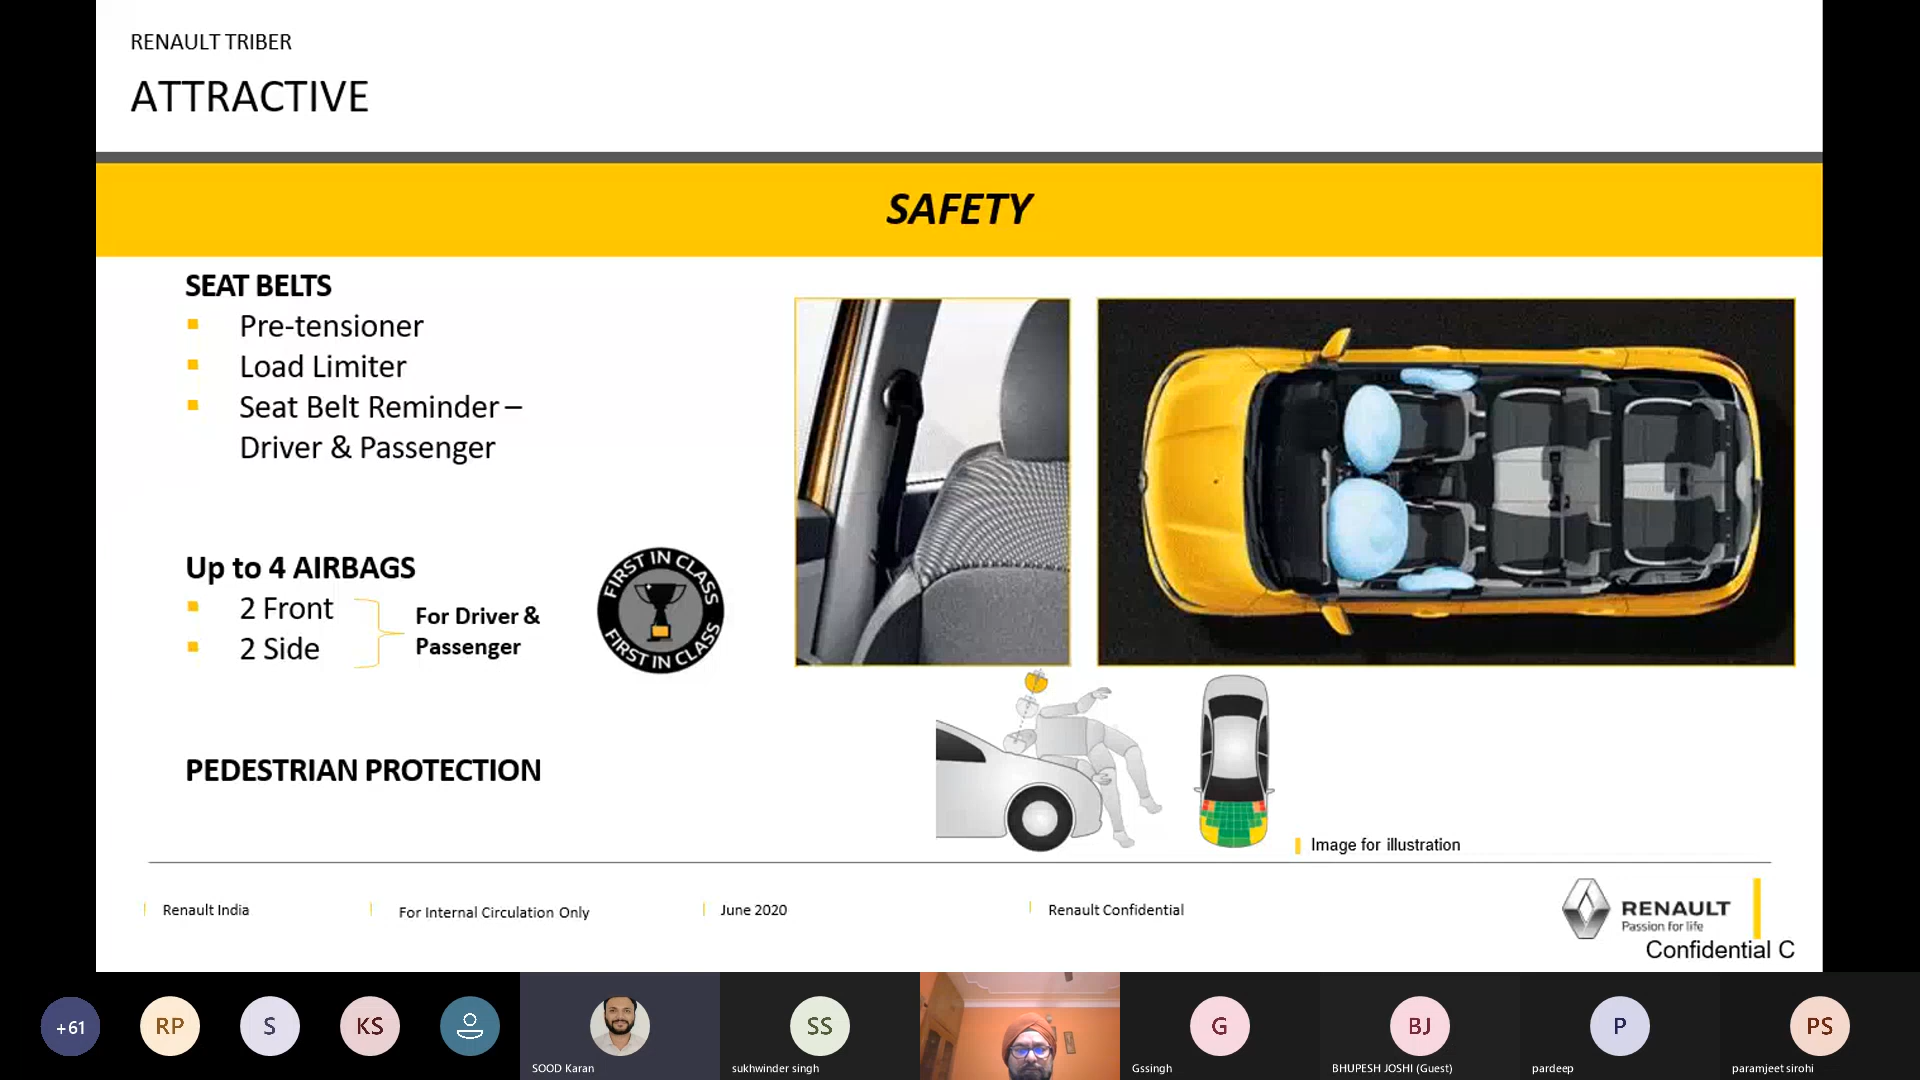 RENAULT TRIBER
ATTRACTIVE
SAFETY
SEAT BELTS
Pre-tensioner
Load Limiter
Seat Belt Reminder –
Driver & Passenger
Up to 4 AIRBAGS
2 Front
2 Side
For Driver &
Passenger
FIRST IN CLASS
FIRST IN CLASS
PEDESTRIAN PROTECTION
Image for illustration
Renault India
For Internal Circulation Only
June 2020
Renault Confidential
RENAULT
Passion for life
Confidential C
+61
RP
S
KS
SOOD Karan
SS
sukhwinder singh
G
Gssingh
BJ
BHUPESH JOSHI (Guest)
P
pardeep
PS
paramjeet sirohi